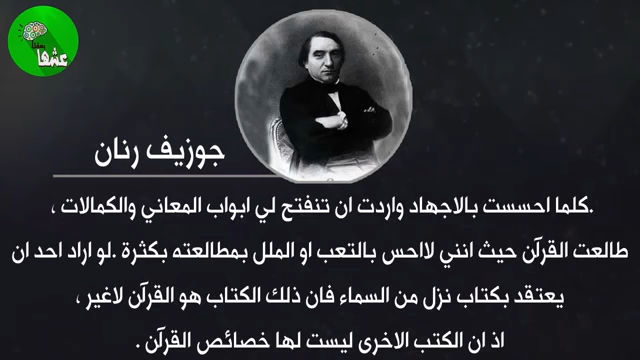 عشها
جوزيف رنان
.كلما احسست بالاجهاد واردت ان تنفتح لي ابواب المعاني والكمالات ،
طالعت القرآن حيث انني لااحس بالتعب او الملل بمطالعته بكثرة .لو اراد احد ان
يعتقد بكتاب نزل من السماء فان ذلك الكتاب هو القرآن لاغير ،
اذ ان الكتب الاخرى ليست لها خصائص القرآن .